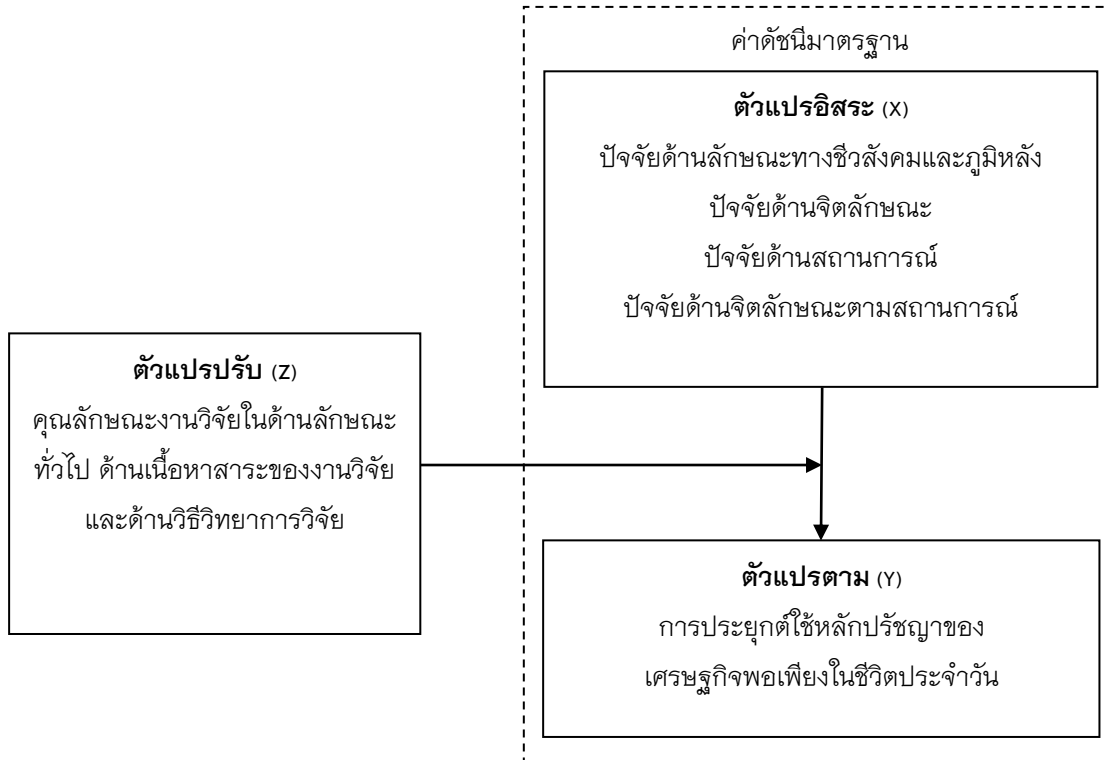 ค่าดัชนีมาตรฐาน
ตัวแปรอิสระ (X)
ปัจจัยด้านลักษณะทางชีวสังคมและภูมิหลัง
ปัจจัยด้านจิตลักษณะ
ปัจจัยด้านสถานการณ์
ปัจจัยด้านจิตลักษณะตามสถานการณ์
ตัวแปรปรับ (Z)
คุณลักษณะงานวิจัยในด้านลักษณะ
ทั่วไป ด้านเนื้อหาสาระของงานวิจัย
และด้านวิธีวิทยาการวิจัย
ตัวแปรตาม (Y)
การประยุกต์ใช้หลักปรัชญาของ
เศรษฐกิจพอเพียงในชีวิตประจำวัน